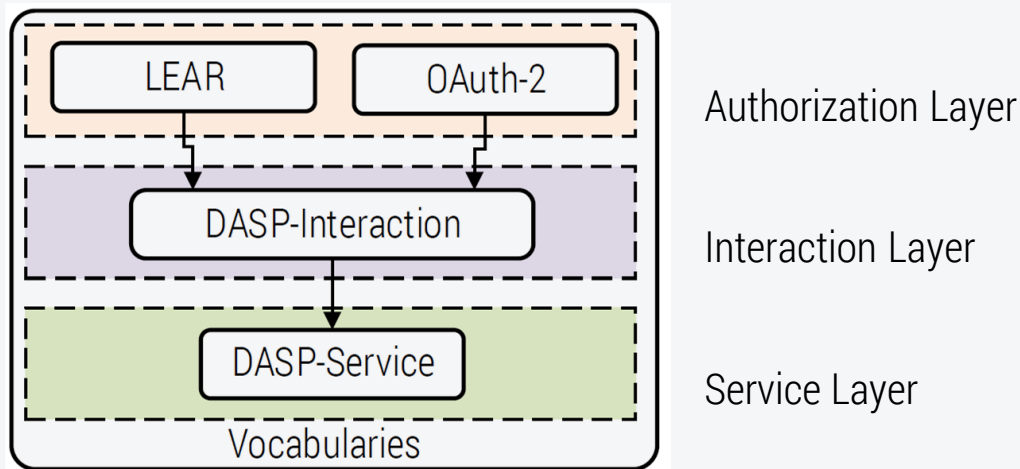 LEAR
OAuth-2
Authorization Layer
DASP-Interaction
Interaction Layer
DASP-Service
Service Layer
Vocabularies